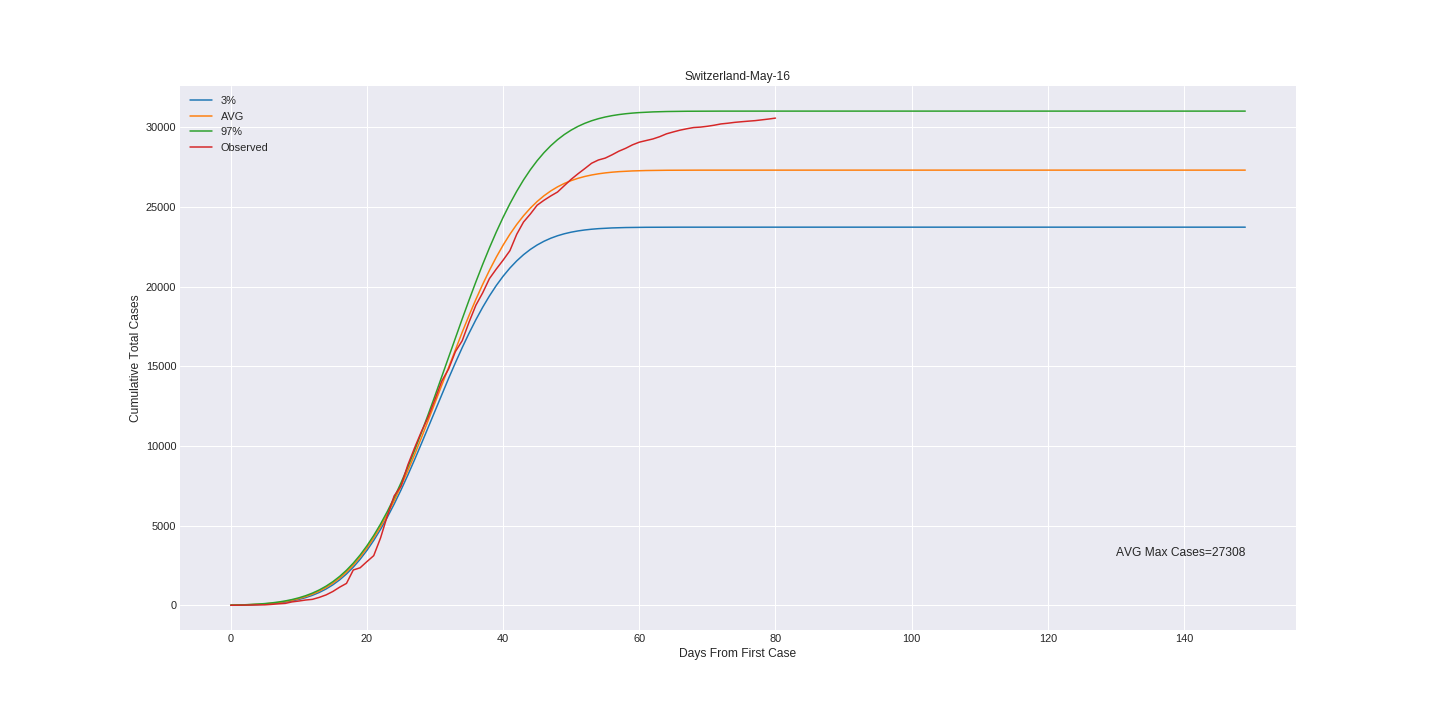 Switzerland-May-16
3%
AVG
97%
Observed
30000
25000
20000
15000
10000
5000
0
Cumulative Total Cases
AVG Max Cases=27308
0 20 40 60 80 100 120 140
Days From First Case